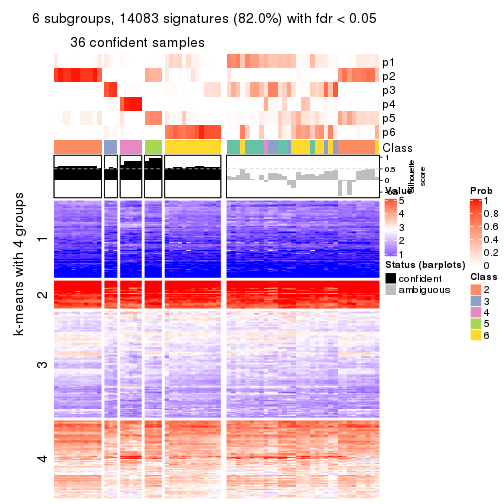 6 subgroups, 14083 signatures (82.0%) with fdr < 0.05
36 confident samples
p1
p2
p3
p4
p5
p6
Class
1
0.5
0
Silhouette
score
k-means with 4 groups
1
2
3
4
Value
5
4
3
2
1
Status (barplots)
confident
ambiguous
Prob
1
0.8
0.6
0.4
0.2
0
Class
2
3
4
5
6